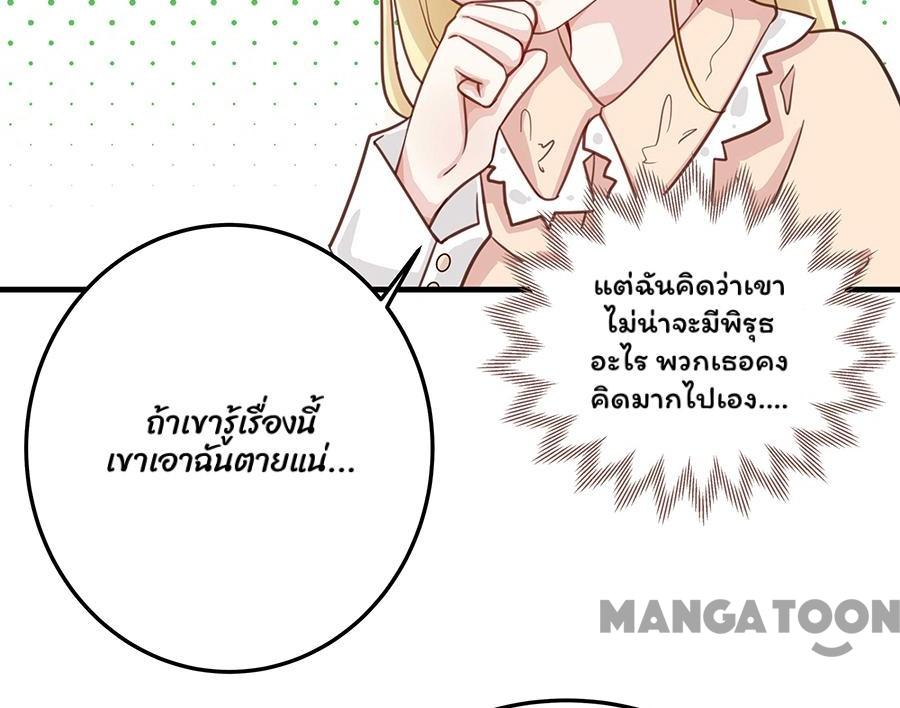 แต่ฉันคิดว่าเขา
ไม่น่าจะมีพิรุธ
อะไร พวกเธอคง
คิดมากไปเอง....
ถ้าเขารู้เรื่องนี้
เขาเอาฉันตายแน่...
MANGATOON